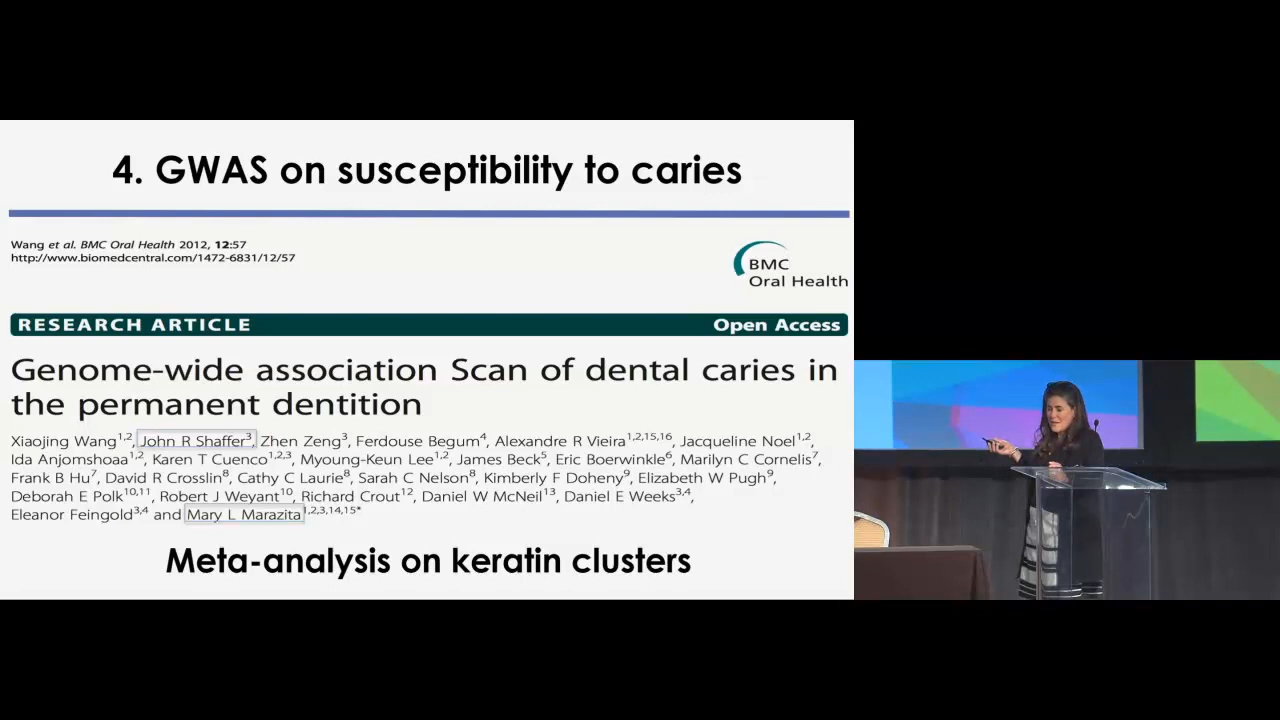 4. GWAS on susceptibility to caries
Wang et al. BMC Oral Health 2012, 12:57
http://www.biomedcentral.com/1472-6831/12/57
BMC
Oral Health
RESEARCH ARTICLE Open Access
Genome-wide association Scan of dental caries in
the permanent dentition
Xiaojing Wang1,2, John R Shaffer3, Zhen Zeng3, Ferdouse Begum4, Alexandre R Vieira1,2,15,16, Jacqueline Noel1,2,
Ida Anjomshoaa1,2, Karen T Cuenco1,2,3, Myoung-Keun Lee1,2, James Beck5, Eric Boerwinkle6, Marilyn C Cornelis7,
Frank B Hu7, David R Crosslin8, Cathy C Laurie8, Sarah C Nelson8, Kimberly F Doheny9, Elizabeth W Pugh9,
Deborah E Polk10,11, Robert J Weyant10, Richard Crout12, Daniel W McNeil13, Daniel E Weeks3,4,
Eleanor Feingold3,4 and Mary L Marazita1,2,3,14,15*
Meta-analysis on keratin clusters